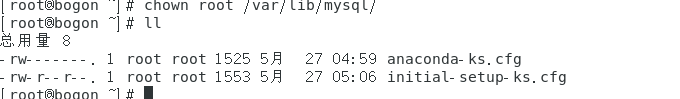 [root@bogon ~]# chown root /var/lib/mysql/
[root@bogon ~]# ll
总用量 8
-rw-------. 1 root root 1525 5月  27 04:59 anaconda-ks.cfg
-rw-r--r--. 1 root root 1553 5月  27 05:06 initial-setup-ks.cfg
[root@bogon ~]#